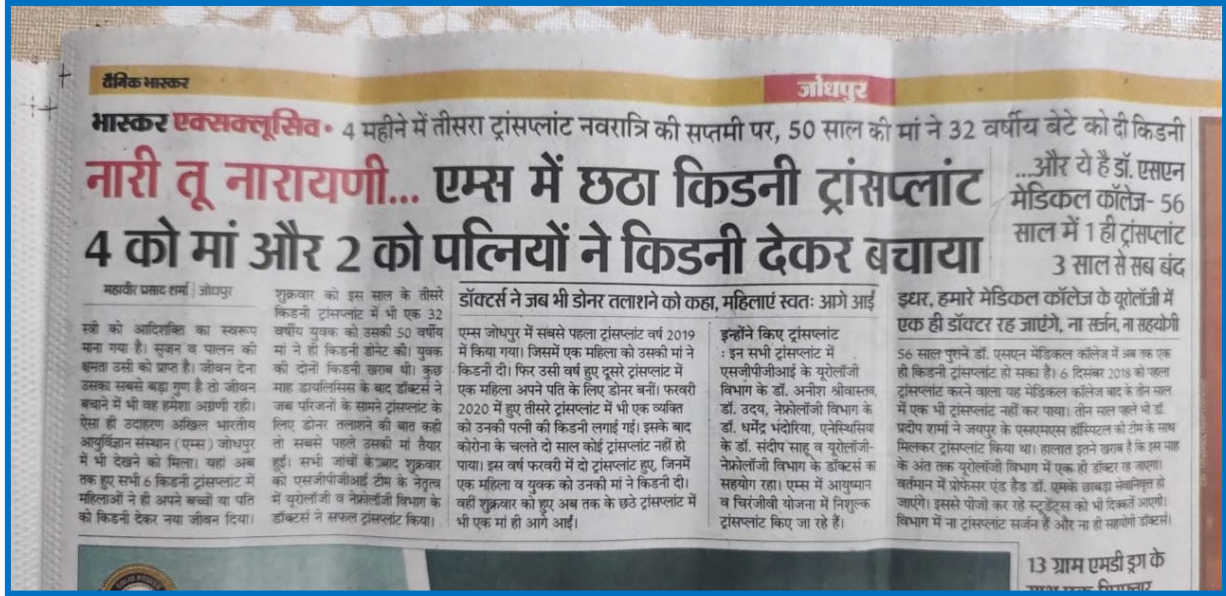 दैनिक भास्कर
जोधपुर
भास्कर एक्सक्लूसिव• 4 महीने में तीसरा ट्रांसप्लांट नवरात्रि की सप्तमी पर, 50 साल की मां ने 32 वर्षीय बेटे को दी किडनी
नारी तू नारायणी... एम्स में छठा किडनी ट्रांसप्लांट
4 को मां और 2 को पत्नियों ने किडनी देकर बचाया
महावीर प्रसाद शर्मा | जोधपुर
स्त्री को आदिशक्ति का स्वरूप
माना गया है। सृजन व पालन की
क्षमता उसी को प्राप्त है। जीवन देना
उसका सबसे बड़ा गुण है तो जीवन
बचाने में भी वह हमेशा अग्रणी रही।
ऐसा ही उदाहरण अखिल भारतीय
आयुर्विज्ञान संस्थान (एम्स) जोधपुर
में भी देखने को मिला। यहां अब
तक हुए सभी 6 किडनी ट्रांसप्लांट में
महिलाओं ने ही अपने बच्चों या पति
को किडनी देकर नया जीवन दिया।
शुक्रवार को इस साल के तीसरे
किडनी ट्रांसप्लांट में भी एक 32
वर्षीय युवक को उसकी 50 वर्षीय
मां ने ही किडनी डोनेट की। युवक
की दोनों किडनी खराब थी। कुछ
माह डायलिसिस के बाद डॉक्टर्स ने
जब परिजनों के सामने ट्रांसप्लांट के
लिए डोनर तलाशने की बात कही
तो सबसे पहले उसकी मां तैयार
हुई। सभी जांचों के बाद शुक्रवार
को एसजीपीजीआई टीम के नेतृत्व
में यूरोलॉजी व नेफ्रोलॉजी विभाग के
डॉक्टर्स ने सफल ट्रांसप्लांट किया।
डॉक्टर्स ने जब भी डोनर तलाशने को कहा, महिलाएं स्वतः आगे आईं
एम्स जोधपुर में सबसे पहला ट्रांसप्लांट वर्ष 2019
में किया गया। जिसमें एक महिला को उसकी मां ने
किडनी दी। फिर उसी वर्ष हुए दूसरे ट्रांसप्लांट में
एक महिला अपने पति के लिए डोनर बनीं। फरवरी
2020 में हुए तीसरे ट्रांसप्लांट में भी एक व्यक्ति
को उनकी पत्नी की किडनी लगाई गई। इसके बाद
कोरोना के चलते दो साल कोई ट्रांसप्लांट नहीं हो
पाया। इस वर्ष फरवरी में दो ट्रांसप्लांट हुए, जिनमें
एक महिला व युवक को उनकी मां ने किडनी दी।
वहीं शुक्रवार को हुए अब तक के छठे ट्रांसप्लांट में
भी एक मां ही आगे आईं।
इन्होंने किए ट्रांसप्लांट
: इन सभी ट्रांसप्लांट में
एसजीपीजीआई के यूरोलॉजी
विभाग के डॉ. अनीश श्रीवास्तव,
डॉ. उदय, नेफ्रोलॉजी विभाग के
डॉ. धर्मेंद्र भंदोरिया, एनेस्थिसिया
के डॉ. संदीप साहू व यूरोलॉजी-
नेफ्रोलॉजी विभाग के डॉक्टर्स क
सहयोग रहा। एम्स में आयुष्मान
व चिरंजीवी योजना में निशुल्क
ट्रांसप्लांट किए जा रहे हैं।
...और ये है डॉ. एसएन
मेडिकल कॉलेज- 56
साल में 1 ही ट्रांसप्लांट
3 साल से सब बंद
इधर, हमारे मेडिकल कॉलेज के यूरोलॉजी में
एक ही डॉक्टर रह जाएंगे, ना सर्जन, ना सहयोगी
56 साल पुराने डॉ. एसएन मेडिकल कॉलेज में अब तक एक
ही किडनी ट्रांसप्लांट हो सका है। 6 दिसंबर 2018 को पहला
ट्रांसप्लांट करने वाला यह मेडिकल कॉलेज बाद के तीन साल
में एक भी ट्रांसप्लांट नहीं कर पाया। तीन साल पहले भी डॉ.
प्रदीप शर्मा ने जयपुर के एसएमएस हॉस्पिटल की टीम के साथ
मिलकर ट्रांसप्लांट किया था। हालात इतने खराब है कि इस माह
के अंत तक यूरोलॉजी विभाग में एक ही डॉक्टर रह जाएगा।
वर्तमान में प्रोफेसर एंड हैड डॉ. एमके छाबड़ा सेवानिवृत हो
जाएंगे। इससे पीजी कर रहे स्टूडेंट्स को भी दिक्कतें आएगी।
विभाग में ना ट्रांसप्लांट सर्जन हैं और ना ही सहयोगी डॉक्टर्स।
13 ग्राम एमडी ड्रग के